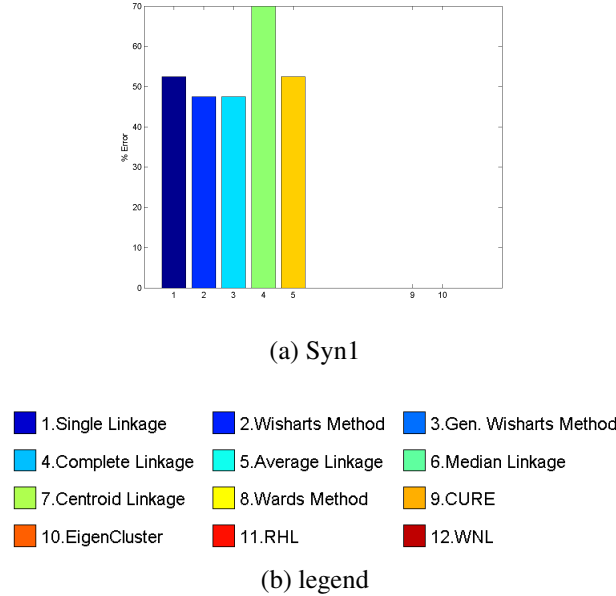 70
60
50
40
30
20
10
0
% Error
1 2 3 4 5 9 10
(a) Syn1
1.Single Linkage 2.Wisharts Method 3.Gen. Wisharts Method
4.Complete Linkage 5.Average Linkage 6.Median Linkage
7.Centroid Linkage 8.Wards Method 9.CURE
10.EigenCluster 11.RHL 12.WNL
(b) legend